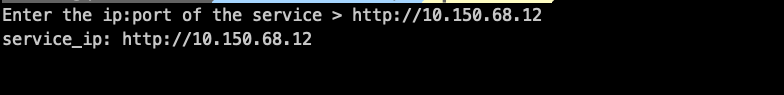 Enter the ip:port of the service > http://10.150.68.12
service_ip: http://10.150.68.12